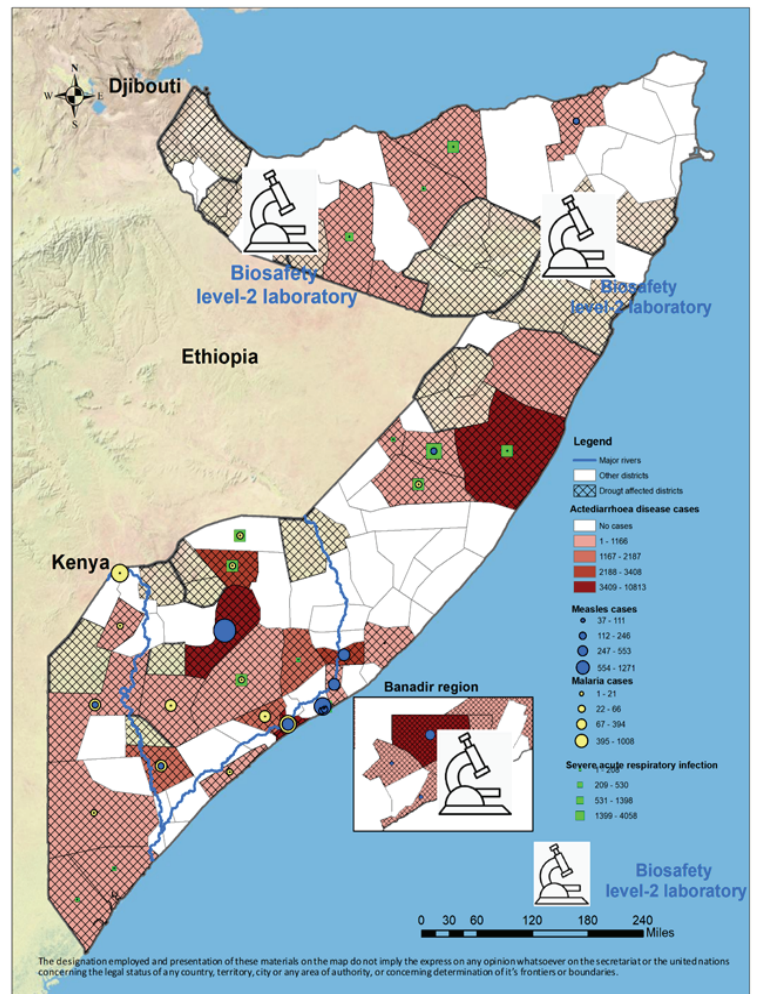 N
W
E
S
Djibouti
Biosafety
level-2 laboratory
Biosafety
level-2 laboratory
Ethiopia
Legend
Major rivers
Other districts
Drougt affected districts
Actediarrhoea disease cases
No cases
1 - 1166
1167 - 2187
2188 - 3408
3409 - 10813
Kenya
Measles cases
37 - 111
112 - 246
247 - 553
554 - 1271
Malaria cases
1 - 21
22 - 66
67 - 394
395 - 1008
Banadir region
Severe acute respiratory infection
1 - 208
209 - 530
531 - 1398
1399 - 4058
Biosafety
level-2 laboratory
0 30 60 120 180 240
Miles
The designation employed and presentation of these materials on the map do not imply the express on any opinion whatsoever on the secretariat or the united nations
concerning the legal status of any country, territory, city or any area of authority, or concerning determination of it's frontiers or boundaries.